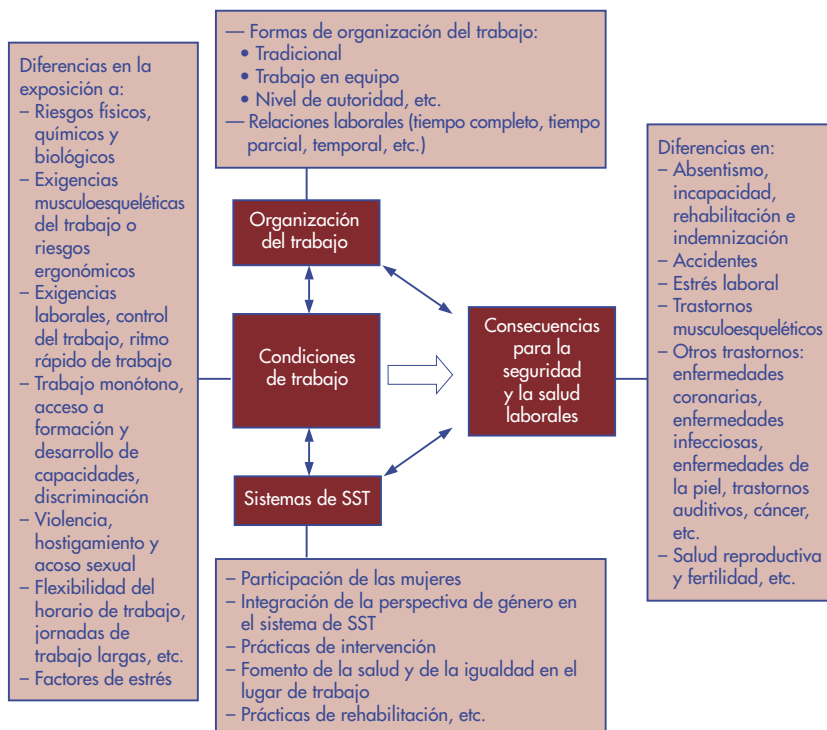 — Formas de organización del trabajo:
• Tradicional
• Trabajo en equipo
• Nivel de autoridad, etc.
— Relaciones laborales (tiempo completo, tiempo
parcial, temporal, etc.)
Diferencias en la
exposición a:
– Riesgos físicos,
químicos y
biológicos
– Exigencias
musculoesqueléticas
del trabajo o
riesgos
ergonómicos
– Exigencias
laborales, control
del trabajo, ritmo
rápido de trabajo
– Trabajo monótono,
acceso a
formación y
desarrollo de
capacidades,
discriminación
– Violencia,
hostigamiento y
acoso sexual
– Flexibilidad del
horario de trabajo,
jornadas de
trabajo largas, etc.
– Factores de estrés
Organización
del trabajo
Condiciones
de trabajo
Sistemas de SST
Consecuencias
para la
seguridad
y la salud
laborales
Diferencias en:
– Absentismo,
incapacidad,
rehabilitación e
indemnización
– Accidentes
– Estrés laboral
– Trastornos
musculoesqueléticos
– Otros trastornos:
enfermedades
coronarias,
enfermedades
infecciosas,
enfermedades de
la piel, trastornos
auditivos, cáncer,
etc.
– Salud reproductiva
y fertilidad, etc.
– Participación de las mujeres
– Integración de la perspectiva de género en
el sistema de SST
– Prácticas de intervención
– Fomento de la salud y de la igualdad en el
lugar de trabajo
– Prácticas de rehabilitación, etc.